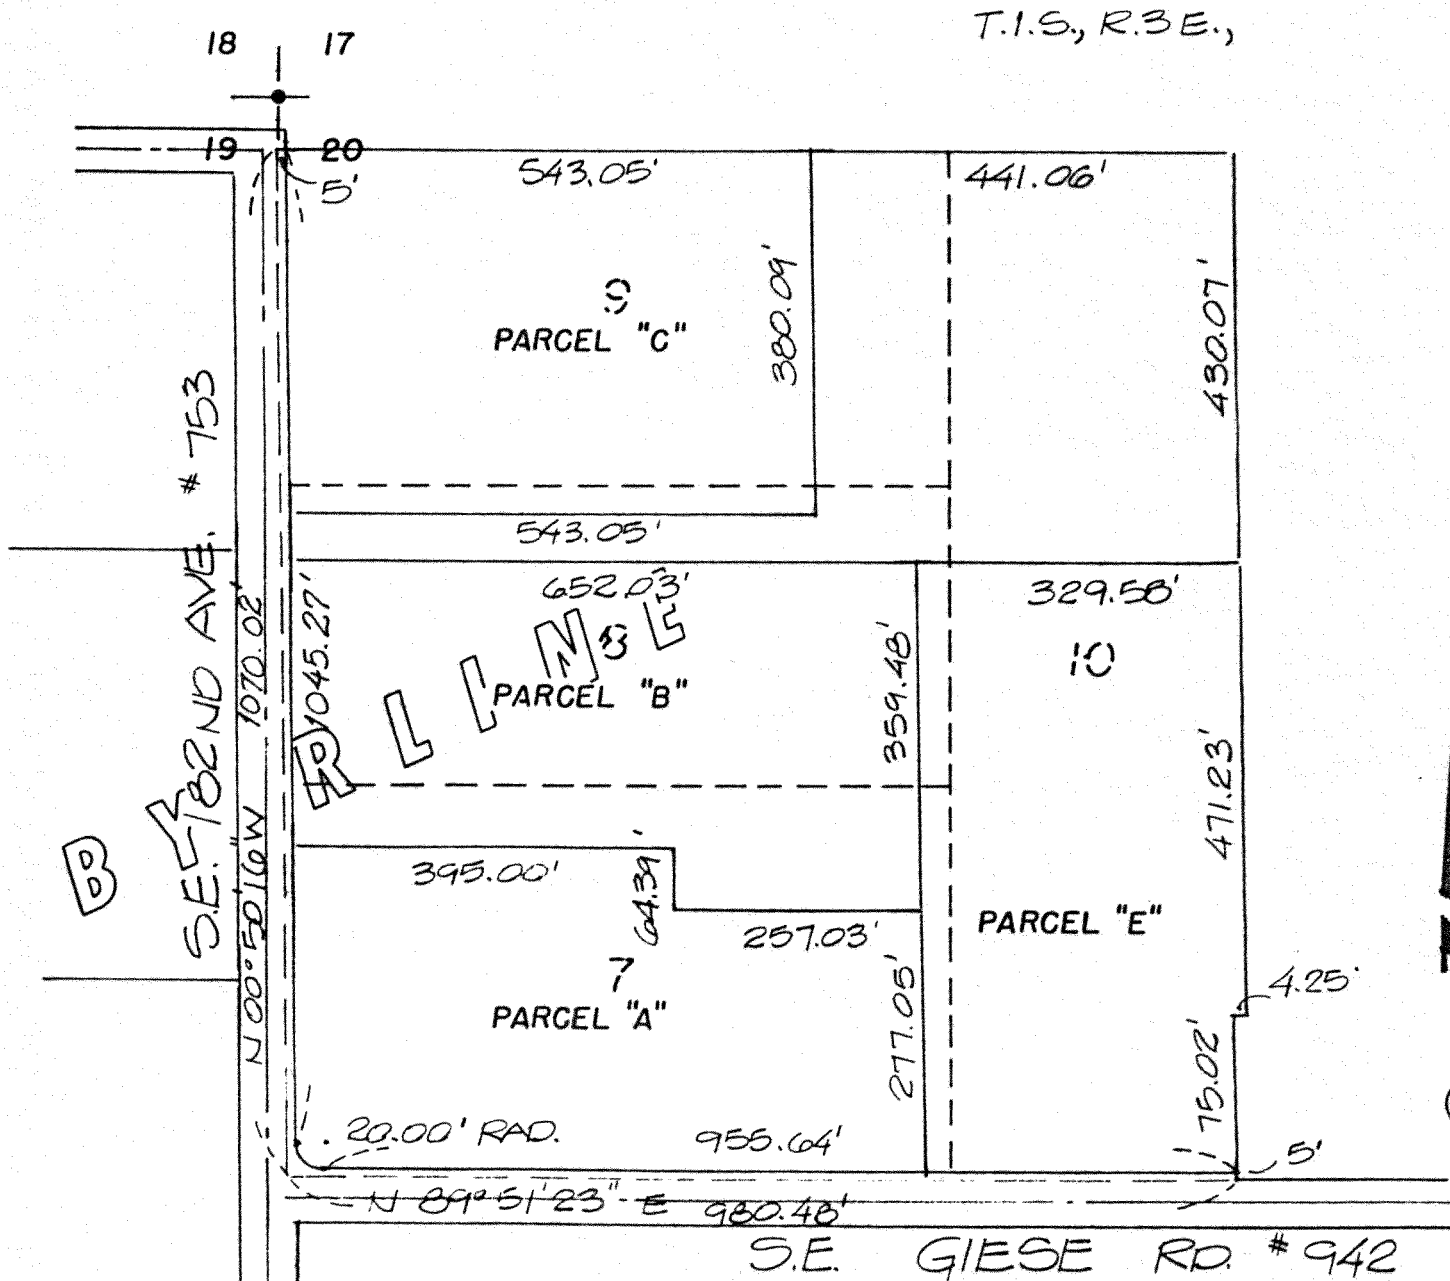 T.1.S., R.3E.,
18 17
19 20
5'
543.05'
441.06'
9
PARCEL "C"
380.09'
430.07'
S.E. 182ND AVE. # 753
543.05'
652.03'
329.58'
8
10
PARCEL "B"
1070.02'
1045.27'
359.48'
471.23'
BY R LINE
395.00'
64.39'
257.03'
PARCEL "E"
N 00°50'16"W
7
PARCEL "A"
277.05'
4.25'
75.02'
20.00' RAD.
955.64'
5'
N 89°51'23" E 980.48'
S.E. GIESE RD. # 942